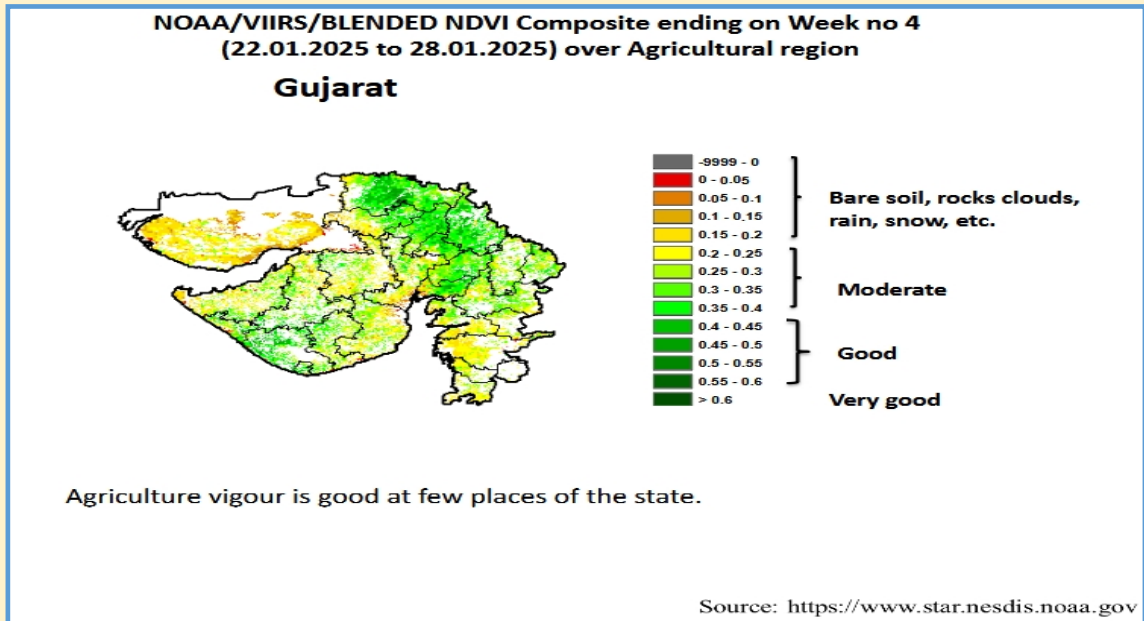 NOAA/VIIRS/BLENDED NDVI Composite ending on Week no 4
(22.01.2025 to 28.01.2025) over Agricultural region
Gujarat
-9999 - 0
0 - 0.05
0.05 - 0.1
0.1 - 0.15
0.15 - 0.2
0.2 - 0.25
0.25 - 0.3
0.3 - 0.35
0.35 - 0.4
0.4 - 0.45
0.45 - 0.5
0.5 - 0.55
0.55 - 0.6
> 0.6
Bare soil, rocks clouds,
rain, snow, etc.
Moderate
Good
Very good
Agriculture vigour is good at few places of the state.
Source: https://www.star.nesdis.noaa.gov